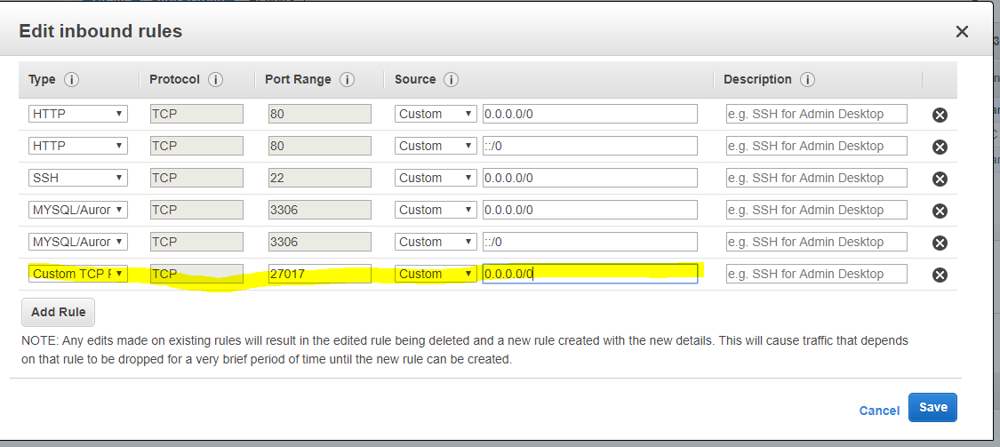 Edit inbound rules
Type Protocol Port Range Source Description
HTTP TCP 80 Custom 0.0.0.0/0 e.g. SSH for Admin Desktop
HTTP TCP 80 Custom ::/0 e.g. SSH for Admin Desktop
SSH TCP 22 Custom 0.0.0.0/0 e.g. SSH for Admin Desktop
MYSQL/Auror TCP 3306 Custom 0.0.0.0/0 e.g. SSH for Admin Desktop
MYSQL/Auror TCP 3306 Custom ::/0 e.g. SSH for Admin Desktop
Custom TCP TCP 27017 Custom 0.0.0.0/0 e.g. SSH for Admin Desktop
Add Rule
NOTE: Any edits made on existing rules will result in the edited rule being deleted and a new rule created with the new details. This will cause traffic that depends
on that rule to be dropped for a very brief period of time until the new rule can be created.
Cancel Save